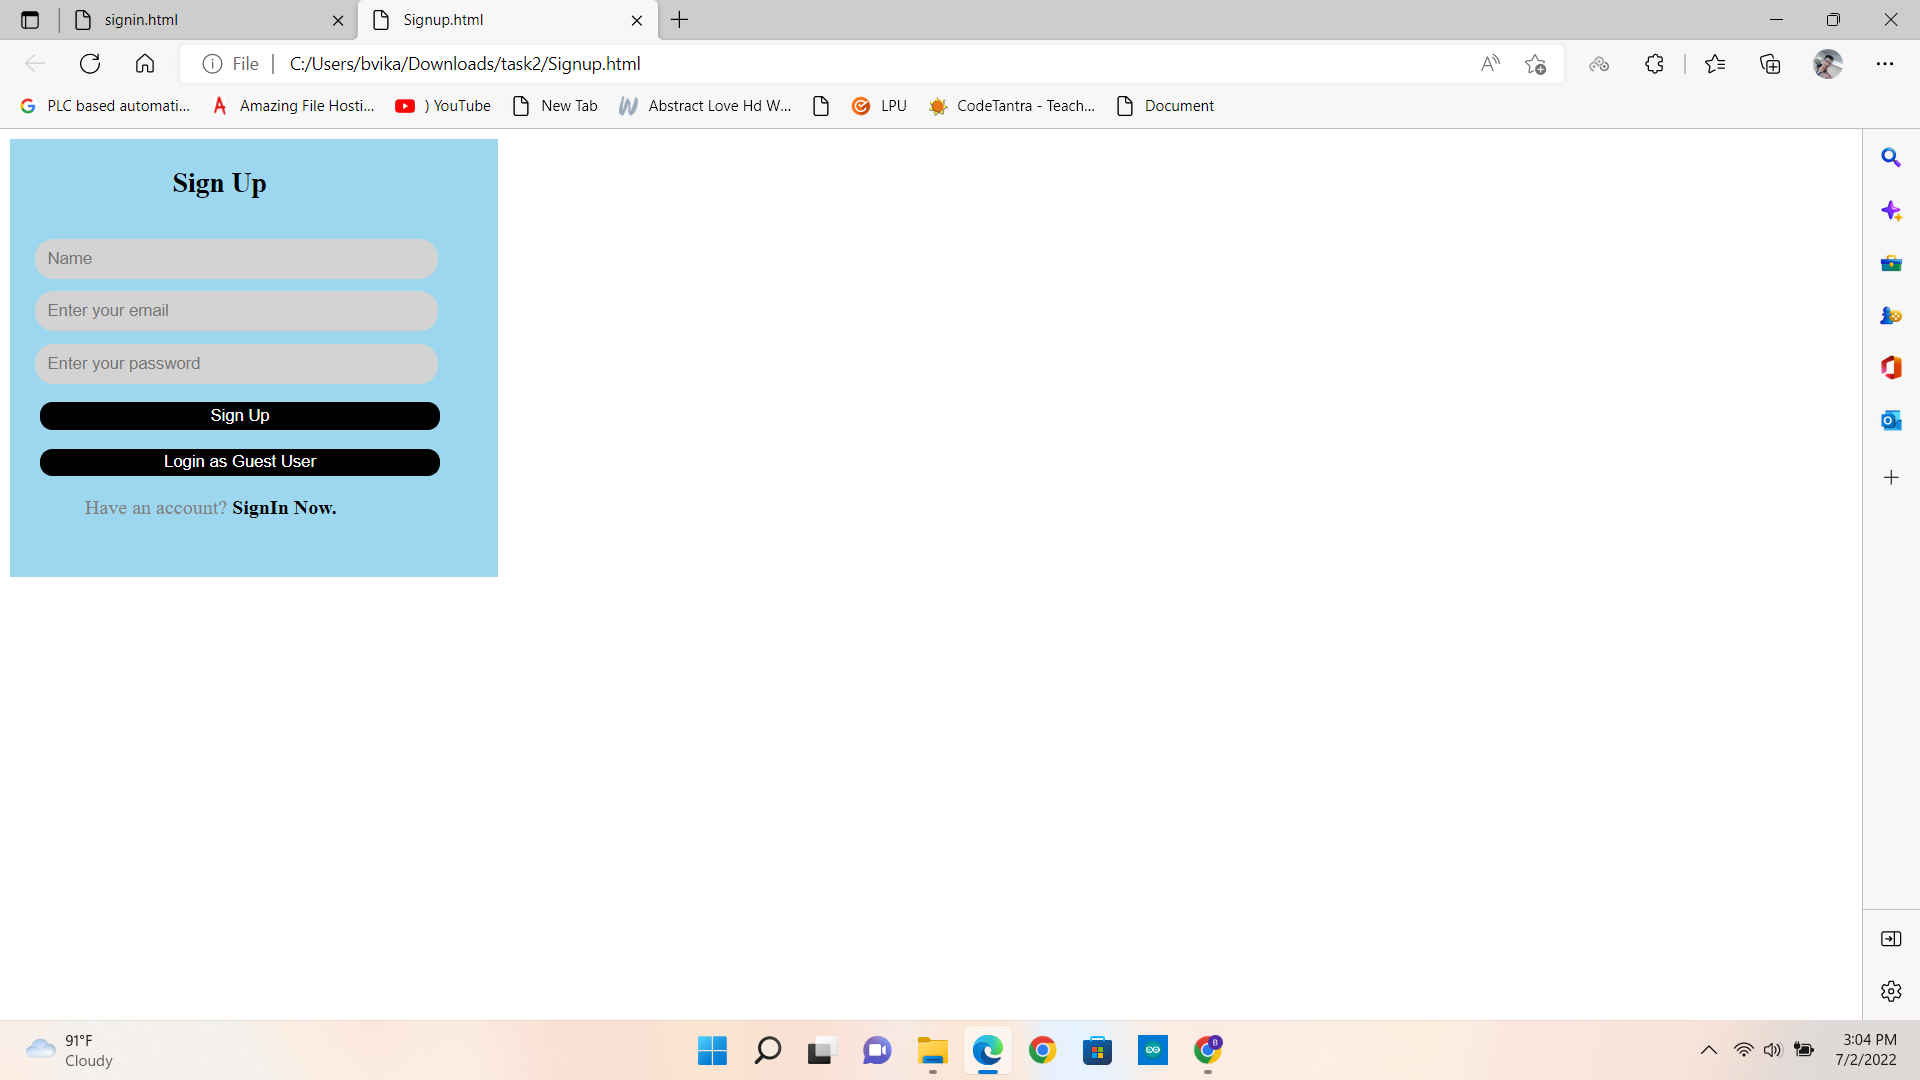 signin.html
Signup.html
File
C:/Users/bvika/Downloads/task2/Signup.html
PLC based automati...
Amazing File Hosti...
) YouTube
New Tab
Abstract Love Hd W...
LPU
CodeTantra - Teach...
Document
Sign Up
Name
Enter your email
Enter your password
Sign Up
Login as Guest User
Have an account? SignIn Now.
91°F
Cloudy
B
3:04 PM
7/2/2022